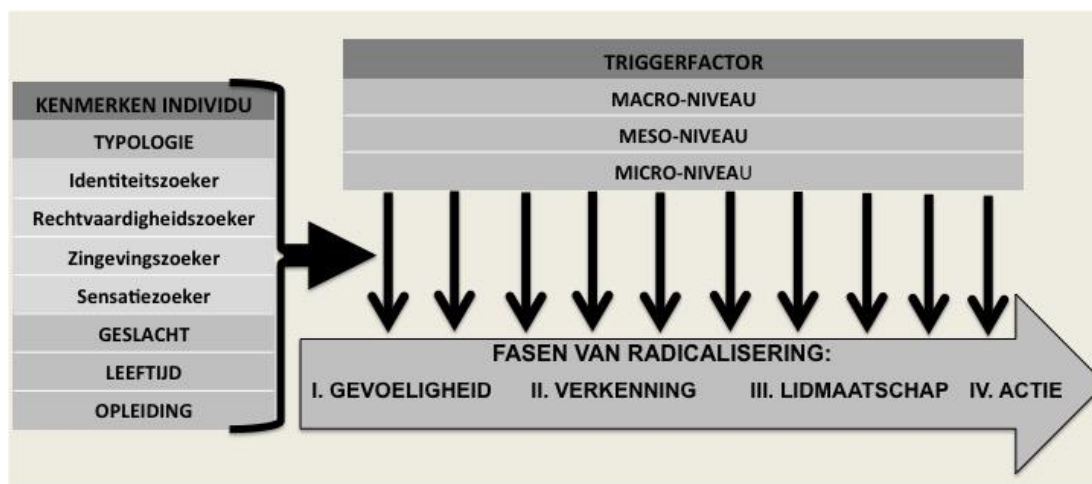 KENMERKEN INDIVIDU
TYPOLOGIE
Identiteitszoeker
Rechtvaardigheidszoeker
Zingevingszoeker
Sensatiezoeker
GESLACHT
LEEFTIJD
OPLEIDING
TRIGGERFACTOR
MACRO-NIVEAU
MESO-NIVEAU
MICRO-NIVEAU
FASEN VAN RADICALISERING:
I. GEVOELIGHEID II. VERKENNING III. LIDMAATSCHAP IV. ACTIE